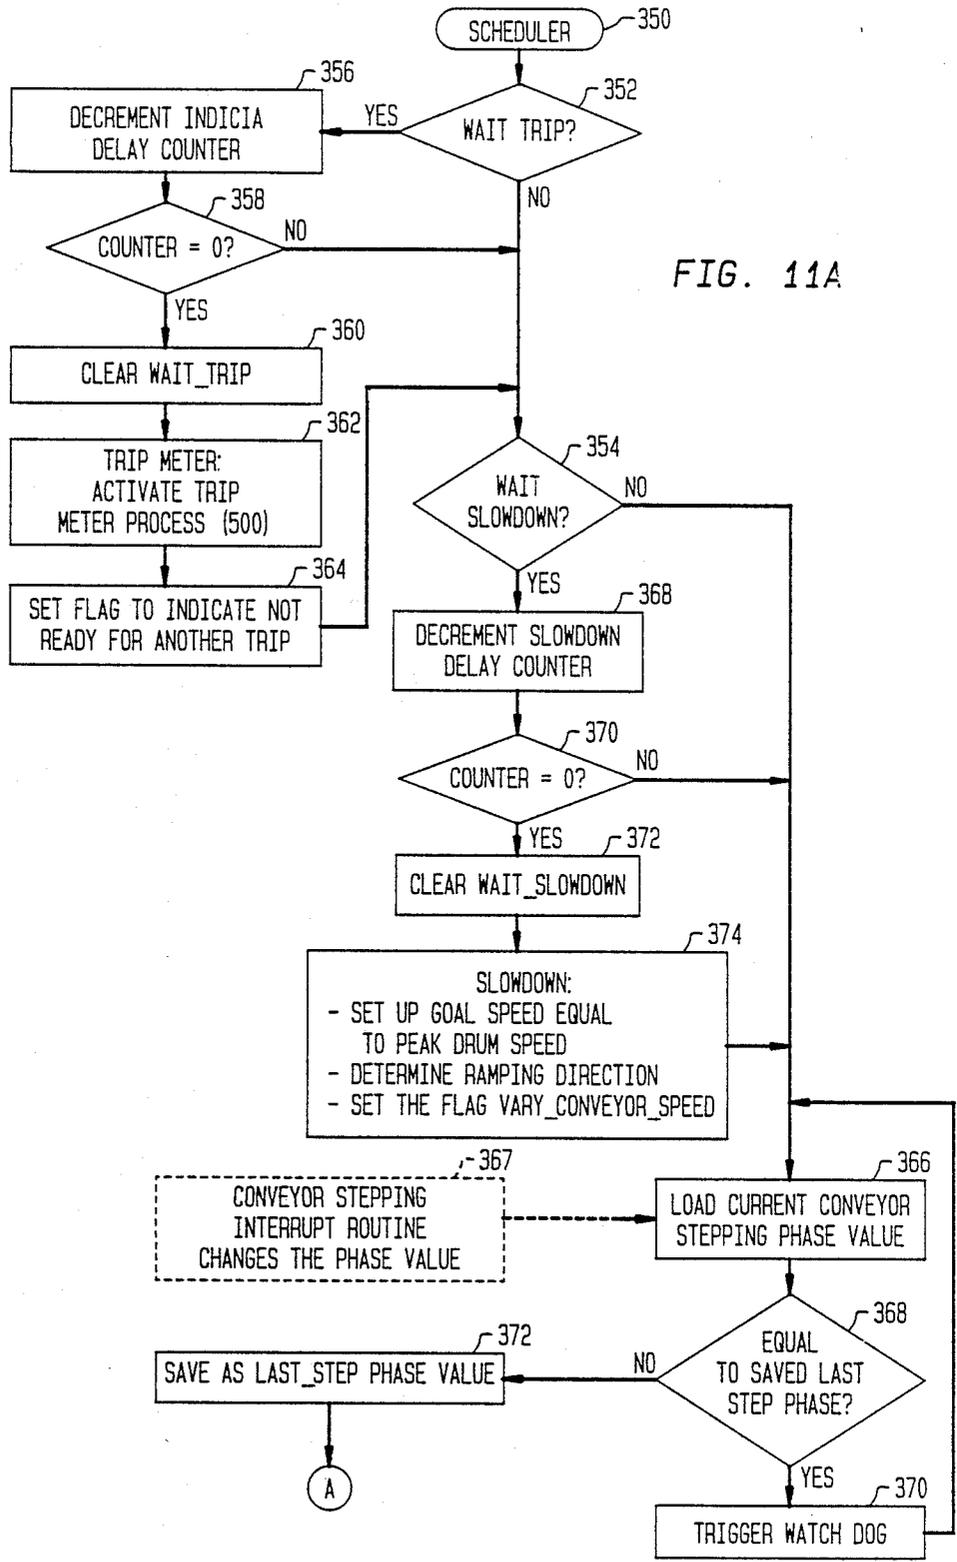 SCHEDULER
350
356
352
DECREMENT INDICIA
DELAY COUNTER
YES
WAIT TRIP?
NO
358
COUNTER = 0?
NO
YES
FIG. 11A
360
CLEAR WAIT_TRIP
362
TRIP METER:
ACTIVATE TRIP
METER PROCESS (500)
364
SET FLAG TO INDICATE NOT
READY FOR ANOTHER TRIP
354
WAIT
SLOWDOWN?
NO
YES
368
DECREMENT SLOWDOWN
DELAY COUNTER
370
COUNTER = 0?
NO
YES
372
CLEAR WAIT_SLOWDOWN
374
SLOWDOWN:
- SET UP GOAL SPEED EQUAL
TO PEAK DRUM SPEED
- DETERMINE RAMPING DIRECTION
- SET THE FLAG VARY_CONVEYOR_SPEED
367
CONVEYOR STEPPING
INTERRUPT ROUTINE
CHANGES THE PHASE VALUE
366
LOAD CURRENT CONVEYOR
STEPPING PHASE VALUE
368
EQUAL
TO SAVED LAST
STEP PHASE?
NO
372
SAVE AS LAST_STEP PHASE VALUE
A
YES
370
TRIGGER WATCH DOG